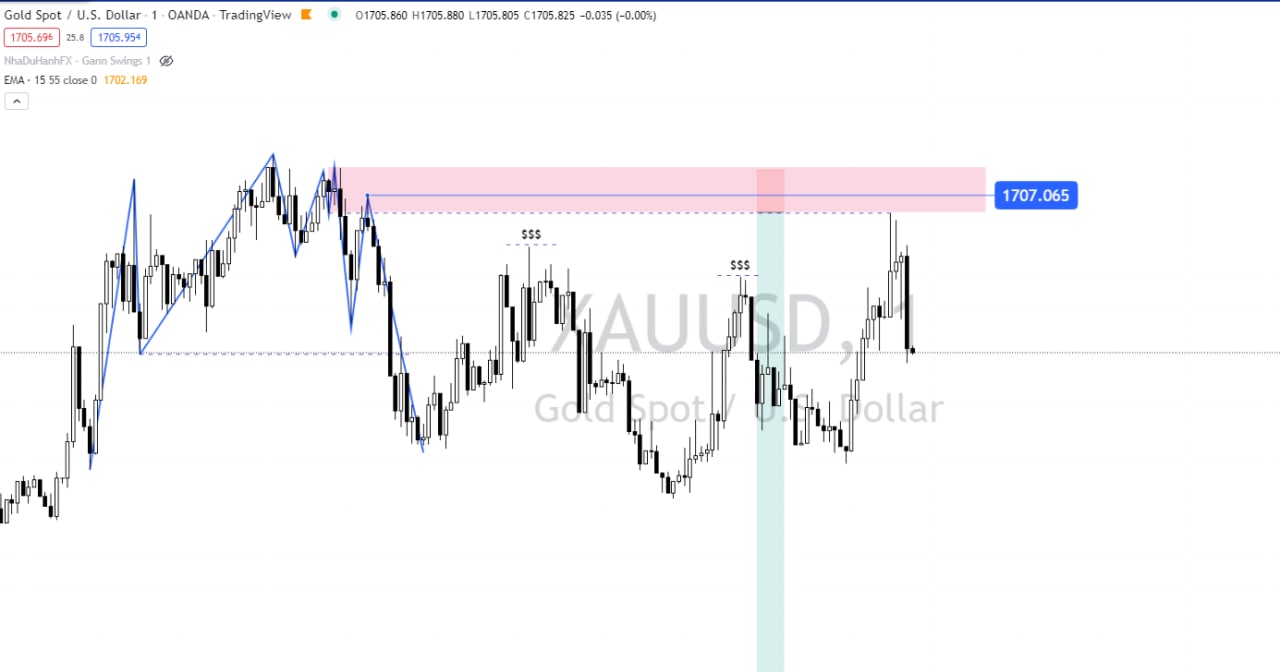 Gold Spot / U.S. Dollar · 1 · OANDA · TradingView O1705.860 H1705.880 L1705.805 C1705.825 −0.035 (−0.00%)
1705.696 25.8 1705.954
NhaDuHanhFX - Gann Swings 1
EMA · 15 55 close 0 1702.169
1707.065
$$$
$$$
XAUUSD, 1
Gold Spot / U.S. Dollar